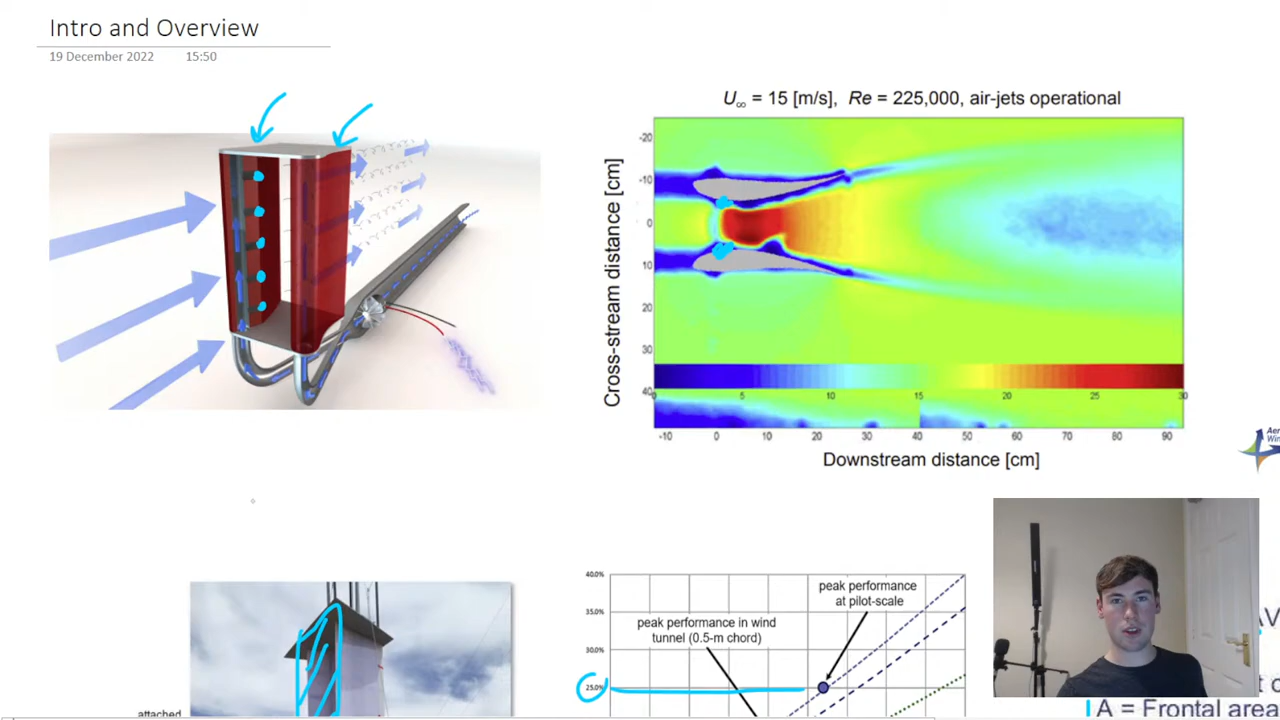 Intro and Overview
19 December 2022 15:50
U∞ = 15 [m/s], Re = 225,000, air-jets operational
Cross-stream distance [cm]
-20
-10
0
10
20
30
40
0 5 10 15 20 25 30
-10 0 10 20 30 40 50 60 70 80 90
Downstream distance [cm]
40.0%
35.0%
30.0%
25.0%
peak performance
at pilot-scale
peak performance in wind
tunnel (0.5-m chord)
attached
A = Frontal area